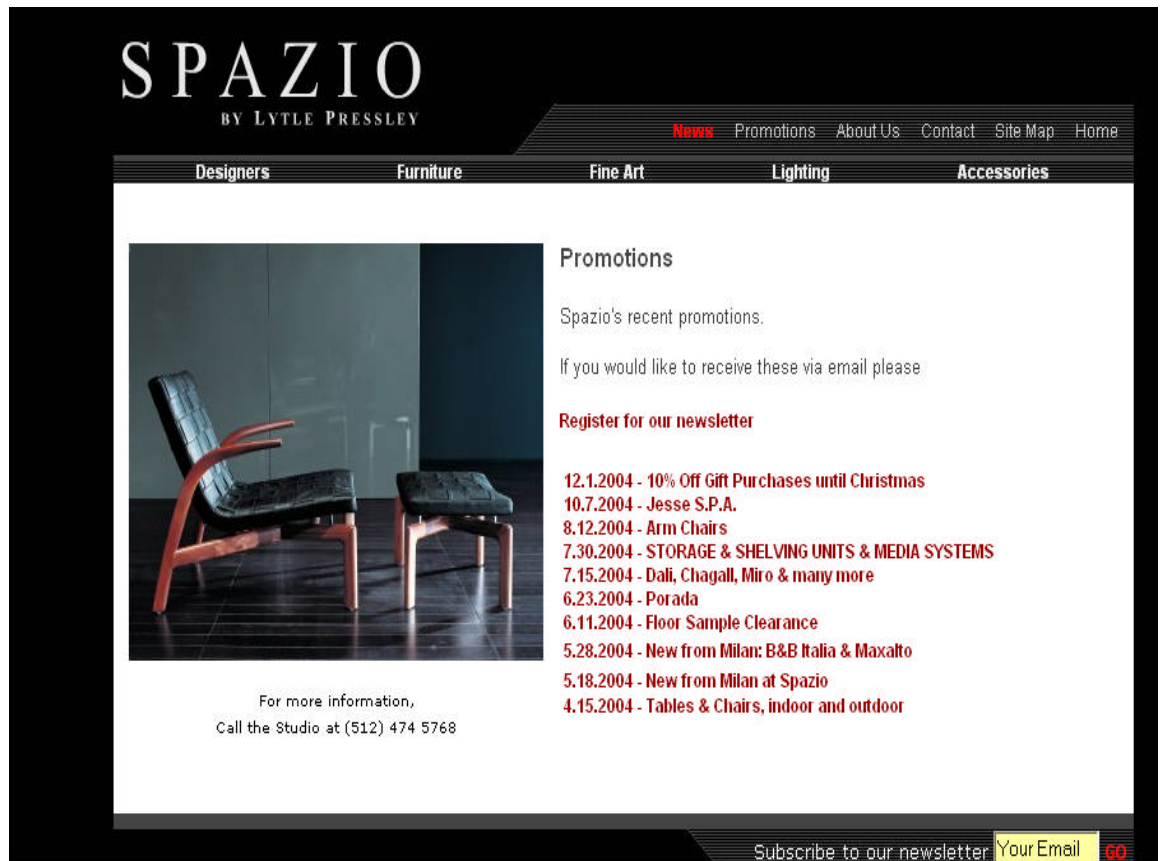 SPAZIO
BY LYTLE PRESSLEY
News Promotions About Us Contact Site Map Home
Designers Furniture Fine Art Lighting Accessories
Promotions
Spazio's recent promotions.
If you would like to receive these via email please
Register for our newsletter
12.1.2004 - 10% Off Gift Purchases until Christmas
10.7.2004 - Jesse S.P.A.
8.12.2004 - Arm Chairs
7.30.2004 - STORAGE & SHELVING UNITS & MEDIA SYSTEMS
7.15.2004 - Dali, Chagall, Miro & many more
6.23.2004 - Porada
6.11.2004 - Floor Sample Clearance
5.28.2004 - New from Milan: B&B Italia & Maxalto
5.18.2004 - New from Milan at Spazio
4.15.2004 - Tables & Chairs, indoor and outdoor
For more information,
Call the Studio at (512) 474 5768
Subscribe to our newsletter Your Email GO